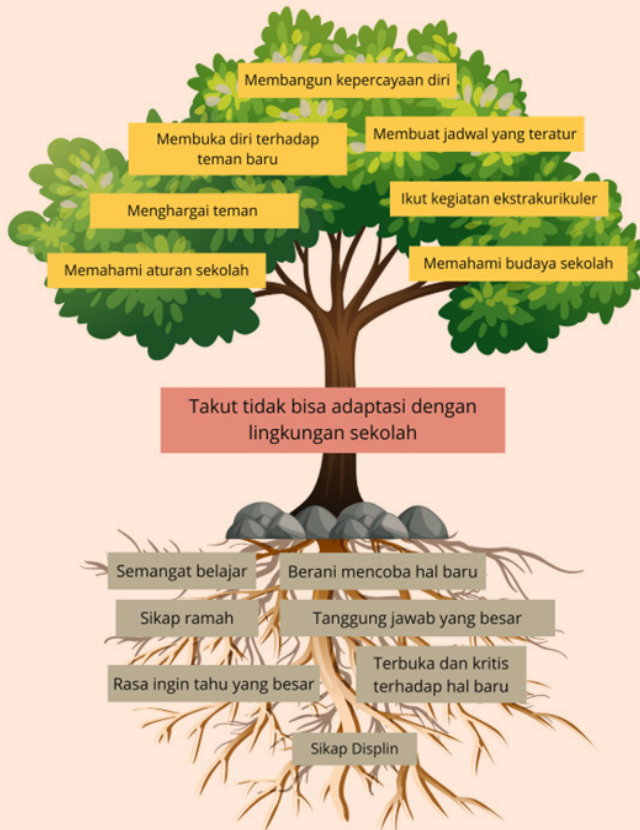 Membangun kepercayaan diri
Membuka diri terhadap
teman baru
Membuat jadwal yang teratur
Menghargai teman
Ikut kegiatan ekstrakurikuler
Memahami aturan sekolah
Memahami budaya sekolah
Takut tidak bisa adaptasi dengan
lingkungan sekolah
Semangat belajar
Berani mencoba hal baru
Sikap ramah
Tanggung jawab yang besar
Rasa ingin tahu yang besar
Terbuka dan kritis
terhadap hal baru
Sikap Displin